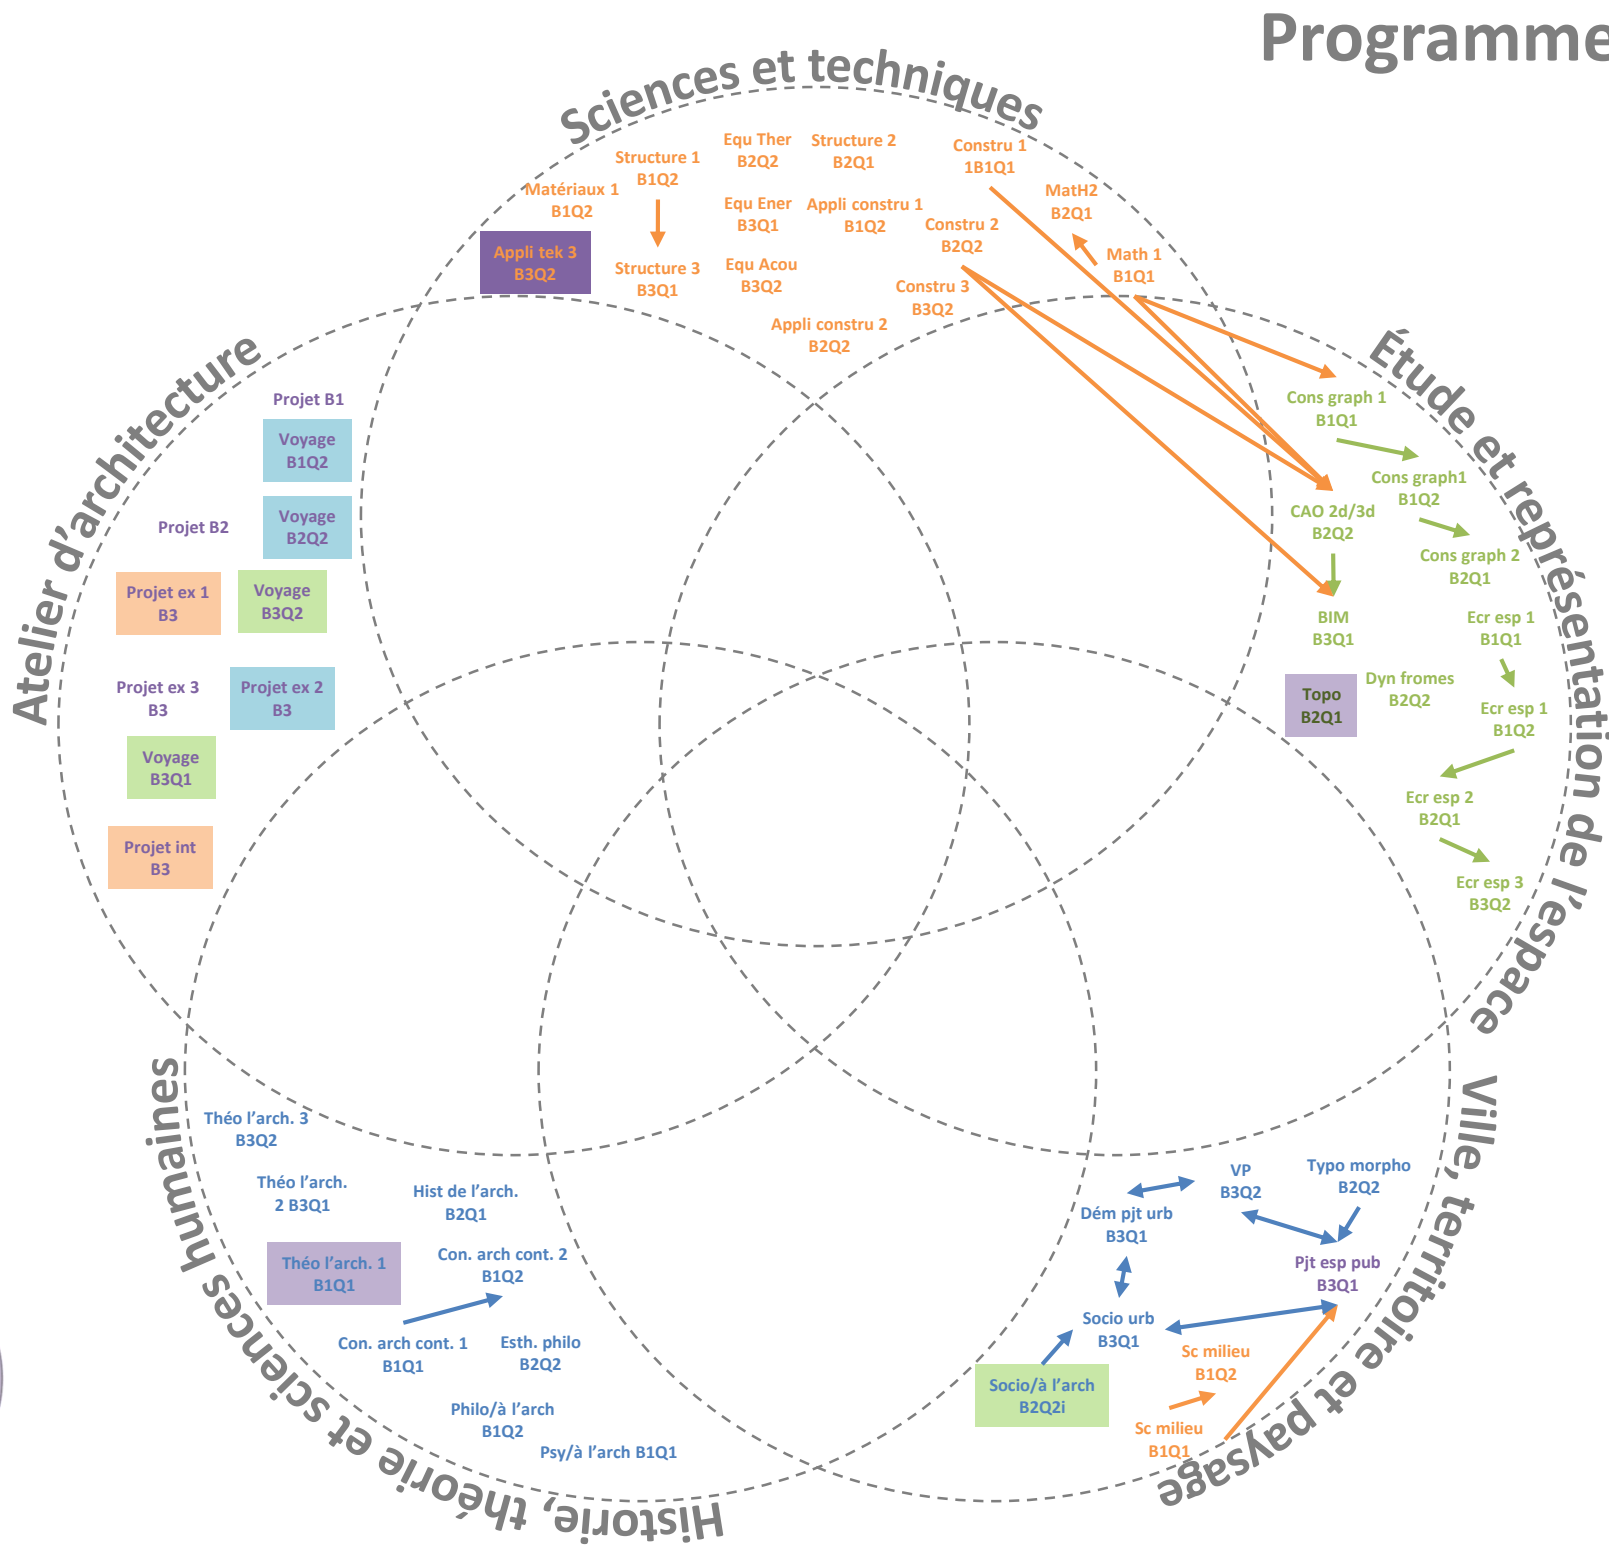 Programme
Sciences et techniques
Equ Ther
B2Q2
Structure 2
B2Q1
Constru 1
1B1Q1
Structure 1
B1Q2
Matériaux 1
B1Q2
MatH2
B2Q1
Equ Ener
B3Q1
Appli constru 1
B1Q2
Constru 2
B2Q2
Appli tek 3
B3Q2
Structure 3
B3Q1
Equ Acou
B3Q2
Math 1
B1Q1
Constru 3
B3Q2
Appli constru 2
B2Q2
Étude et représentation de l'espace
Cons graph 1
B1Q1
Cons graph1
B1Q2
CAO 2d/3d
B2Q2
Cons graph 2
B2Q1
BIM
B3Q1
Ecr esp 1
B1Q1
Topo
B2Q1
Dyn fromes
B2Q2
Ecr esp 1
B1Q2
Ecr esp 2
B2Q1
Ecr esp 3
B3Q2
Atelier d'architecture
Projet B1
Voyage
B1Q2
Projet B2
Voyage
B2Q2
Projet ex 1
B3
Voyage
B3Q2
Projet ex 3
B3
Projet ex 2
B3
Voyage
B3Q1
Projet int
B3
Historie, théorie et sciences humaines
Théo l'arch. 3
B3Q2
Théo l'arch.
2 B3Q1
Hist de l'arch.
B2Q1
Théo l'arch. 1
B1Q1
Con. arch cont. 2
B1Q2
Con. arch cont. 1
B1Q1
Esth. philo
B2Q2
Philo/à l'arch
B1Q2
Psy/à l'arch B1Q1
Ville, territoire et paysage
VP
B3Q2
Typo morpho
B2Q2
Dém pjt urb
B3Q1
Pjt esp pub
B3Q1
Socio urb
B3Q1
Sc milieu
B1Q2
Socio/à l'arch
B2Q2i
Sc milieu
B1Q1